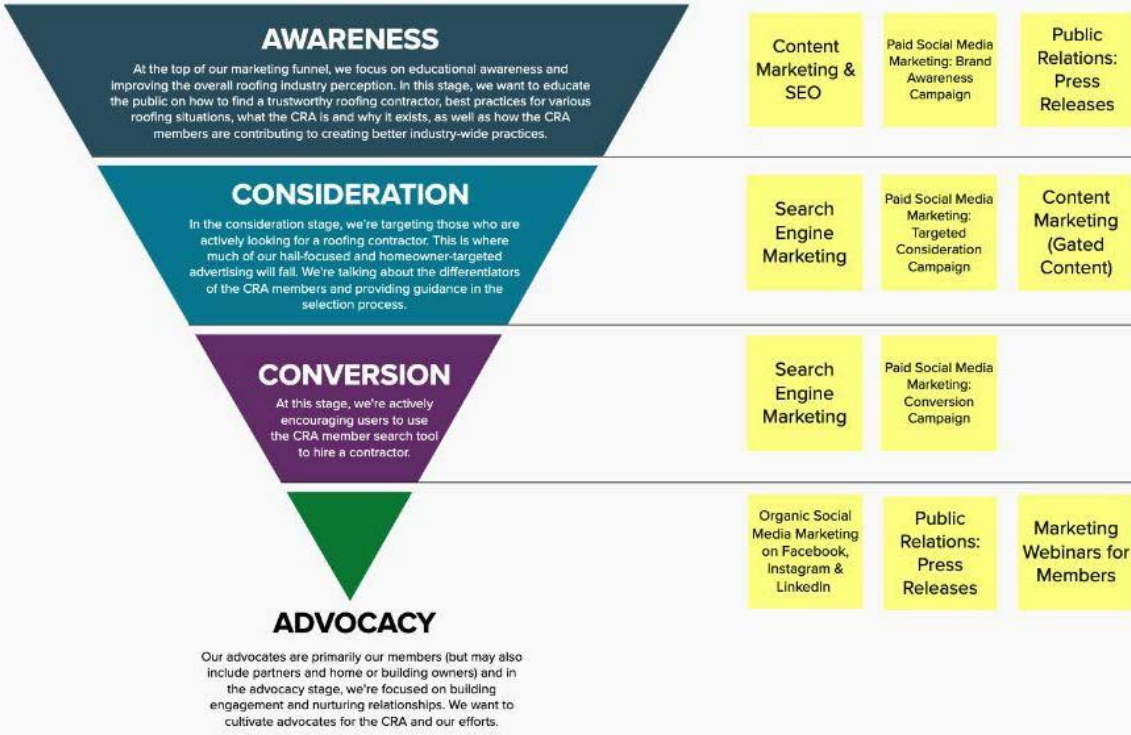 AWARENESS
At the top of our marketing funnel, we focus on educational awareness and
improving the overall roofing industry perception. In this stage, we want to educate
the public on how to find a trustworthy roofing contractor, best practices for various
roofing situations, what the CRA is and why it exists, as well as how the CRA
members are contributing to creating better industry-wide practices.
Content
Marketing &
SEO
Paid Social Media
Marketing: Brand
Awareness
Campaign
Public
Relations:
Press
Releases
CONSIDERATION
In the consideration stage, we're targeting those who are
actively looking for a roofing contractor. This is where
much of our hail-focused and homeowner-targeted
advertising will fall. We're talking about the differentiators
of the CRA members and providing guidance in the
selection process.
Search
Engine
Marketing
Paid Social Media
Marketing:
Targeted
Consideration
Campaign
Content
Marketing
(Gated
Content)
CONVERSION
At this stage, we're actively
encouraging users to use
the CRA member search tool
to hire a contractor.
Search
Engine
Marketing
Paid Social Media
Marketing:
Conversion
Campaign
Organic Social
Media Marketing
on Facebook,
Instagram &
LinkedIn
Public
Relations:
Press
Releases
Marketing
Webinars for
Members
ADVOCACY
Our advocates are primarily our members (but may also
include partners and home or building owners) and in
the advocacy stage, we're focused on building
engagement and nurturing relationships. We want to
cultivate advocates for the CRA and our efforts.